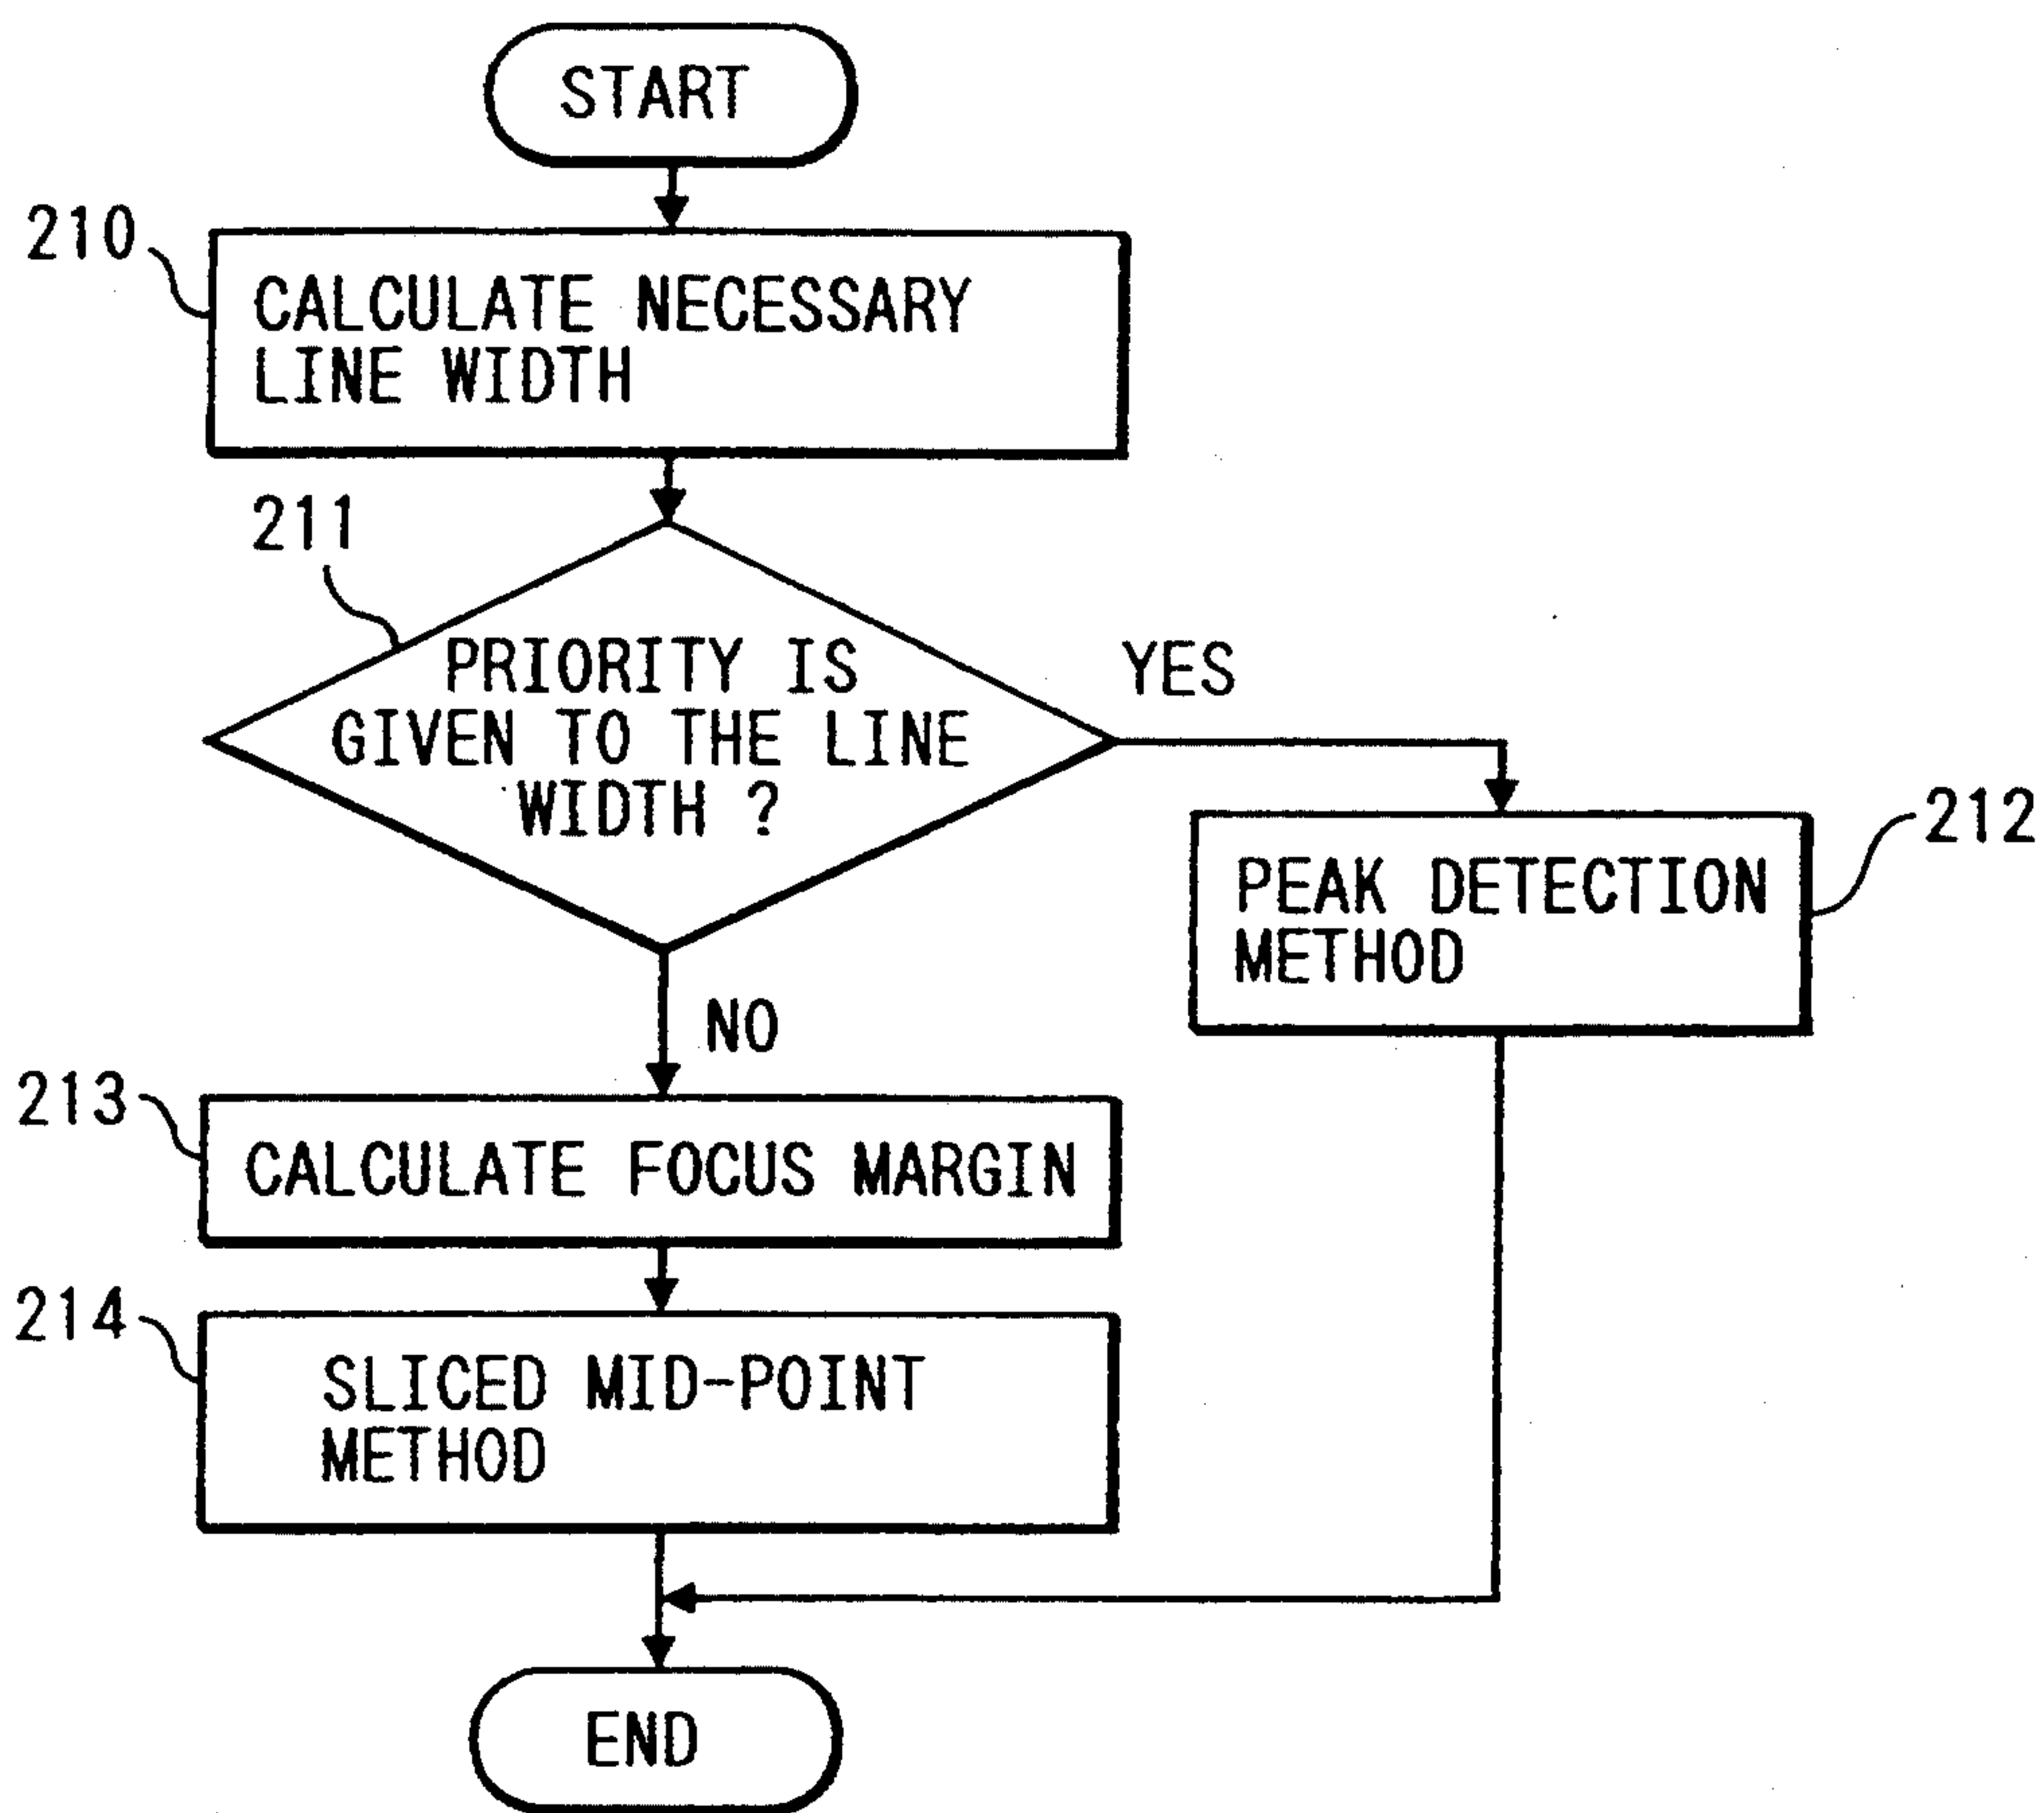 START
210
CALCULATE NECESSARY
LINE WIDTH
211
PRIORITY IS
GIVEN TO THE LINE
WIDTH ?
YES
212
PEAK DETECTION
METHOD
NO
213
CALCULATE FOCUS MARGIN
214
SLICED MID-POINT
METHOD
END